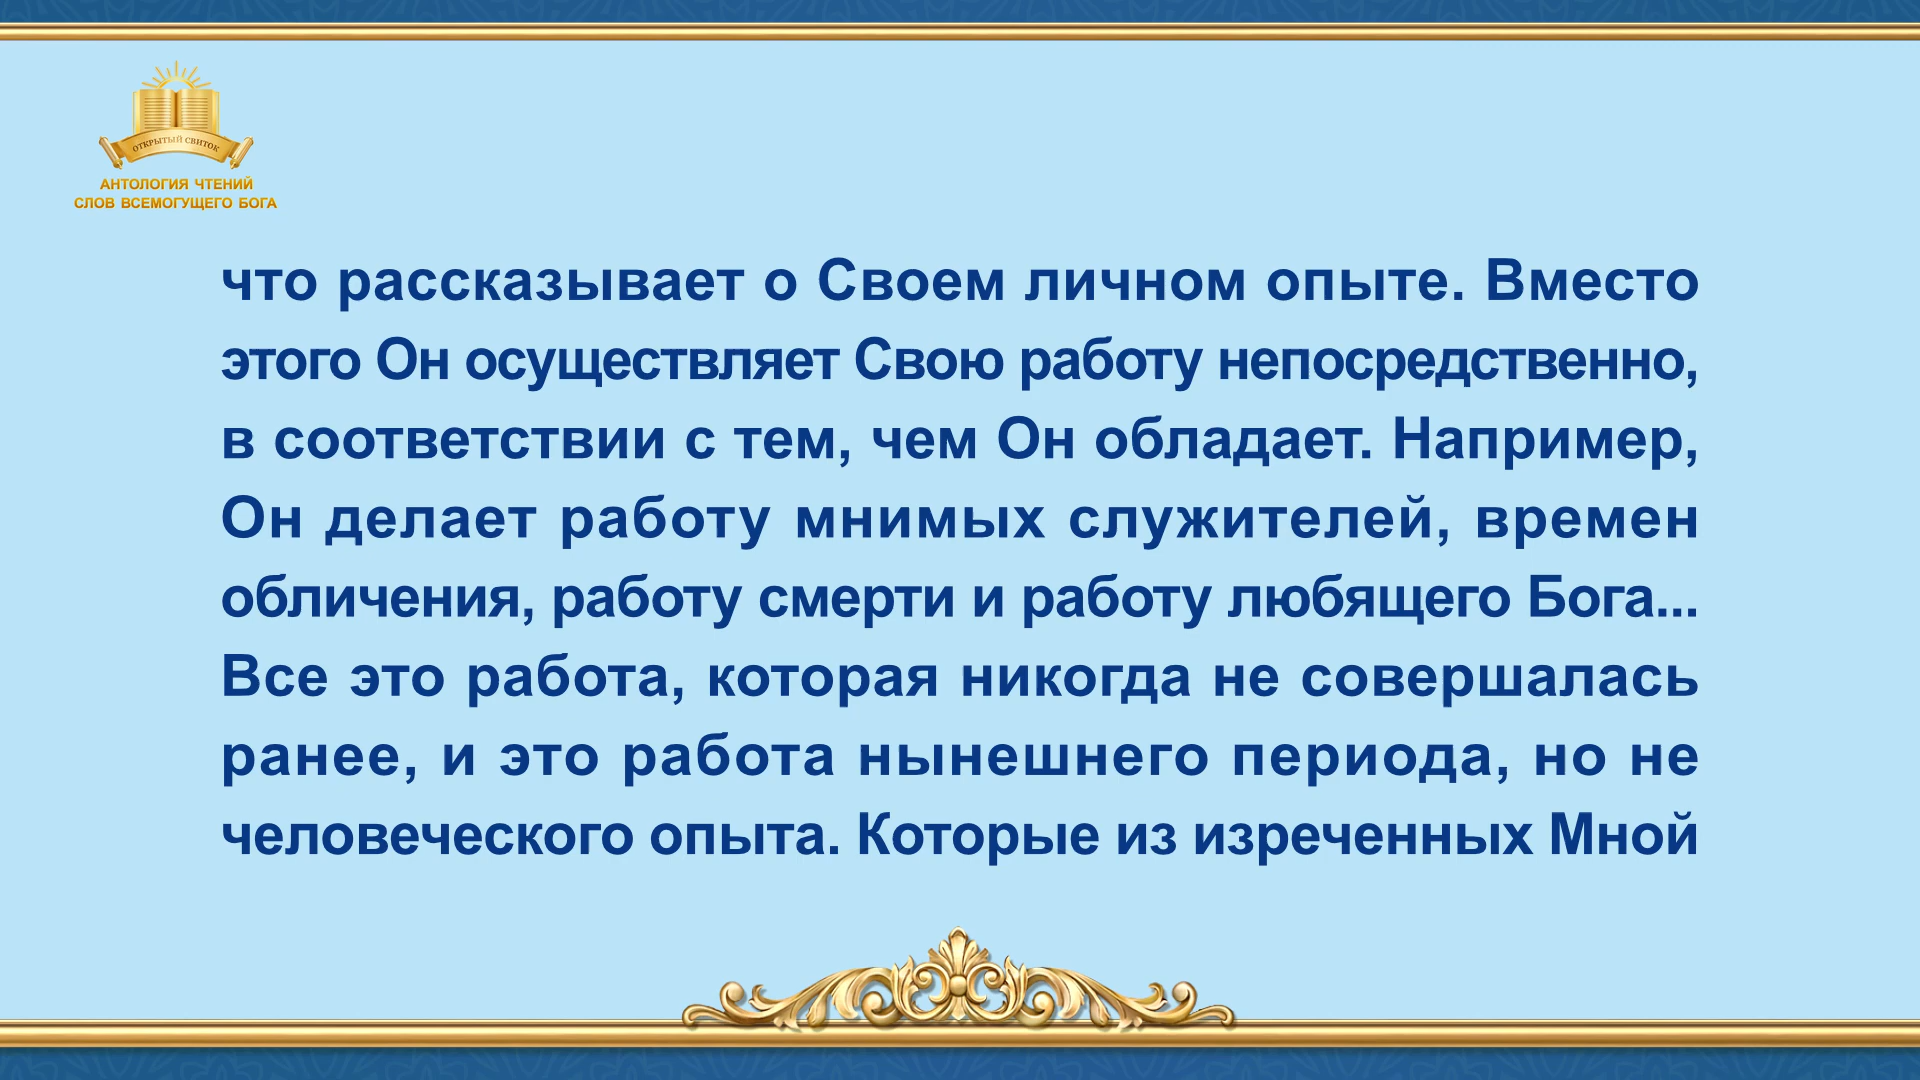 ОТКРЫТЫЙ СВИТОК
АНТОЛОГИЯ ЧТЕНИЙ
СЛОВ ВСЕМОГУЩЕГО БОГА
что рассказывает о Своем личном опыте. Вместо
этого Он осуществляет Свою работу непосредственно,
в соответствии с тем, чем Он обладает. Например,
Он делает работу мнимых служителей, времен
обличения, работу смерти и работу любящего Бога...
Все это работа, которая никогда не совершалась
ранее, и это работа нынешнего периода, но не
человеческого опыта. Которые из изреченных Мной